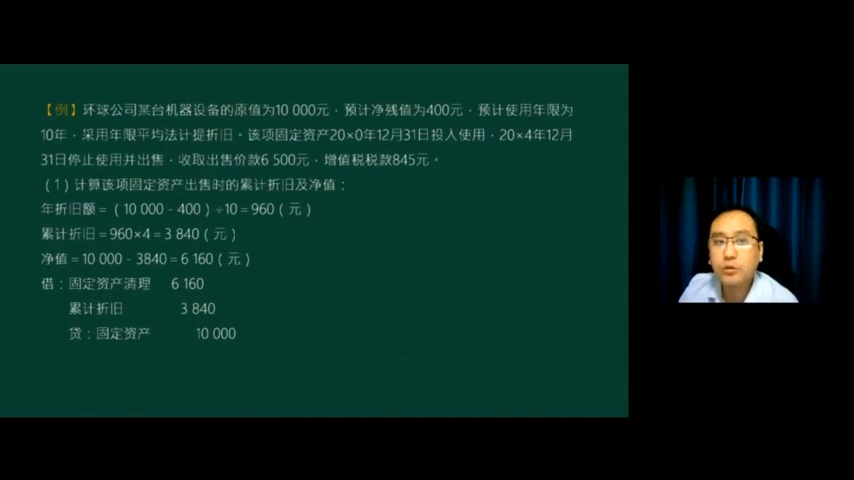 【例】环球公司某台机器设备的原值为10 000元，预计净残值为400元，预计使用年限为
10年，采用年限平均法计提折旧。该项固定资产20×0年12月31日投入使用，20×4年12月
31日停止使用并出售，收取出售价款6 500元，增值税税款845元。
（1）计算该项固定资产出售时的累计折旧及净值：
年折旧额＝（10 000－400）÷10＝960（元）
累计折旧＝960×4＝3 840（元）
净值＝10 000－3840＝6 160（元）
借：固定资产清理 6 160
累计折旧 3 840
贷：固定资产 10 000